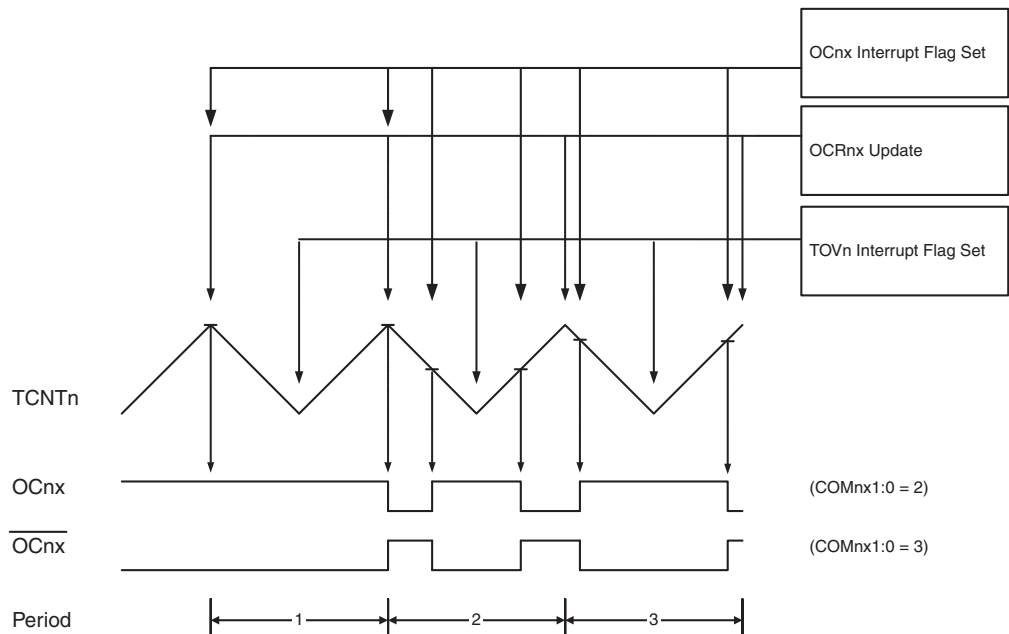 OCnx Interrupt Flag Set
OCRnx Update
TOVn Interrupt Flag Set
TCNTn
OCnx
(COMnx1:0 = 2)
OCnx
(COMnx1:0 = 3)
Period
1
2
3